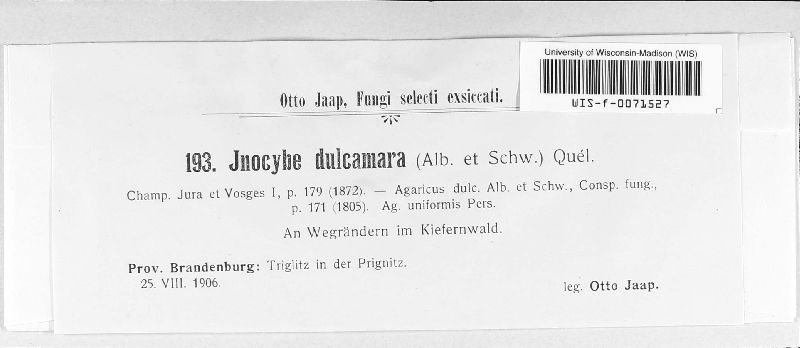 University of Wisconsin-Madison (WIS)
WIS-f-0071527
Otto Jaap, Fungi selecti exsiccati.
193. Jnocybe dulcamara (Alb. et Schw.) Quél.
Champ. Jura et Vosges I, p. 179 (1872). — Agaricus dulc. Alb. et Schw., Consp. fung.,
p. 171 (1805). Ag. uniformis Pers.
An Wegrändern im Kiefernwald.
Prov. Brandenburg: Triglitz in der Prignitz.
25. VIII. 1906.
leg. Otto Jaap.